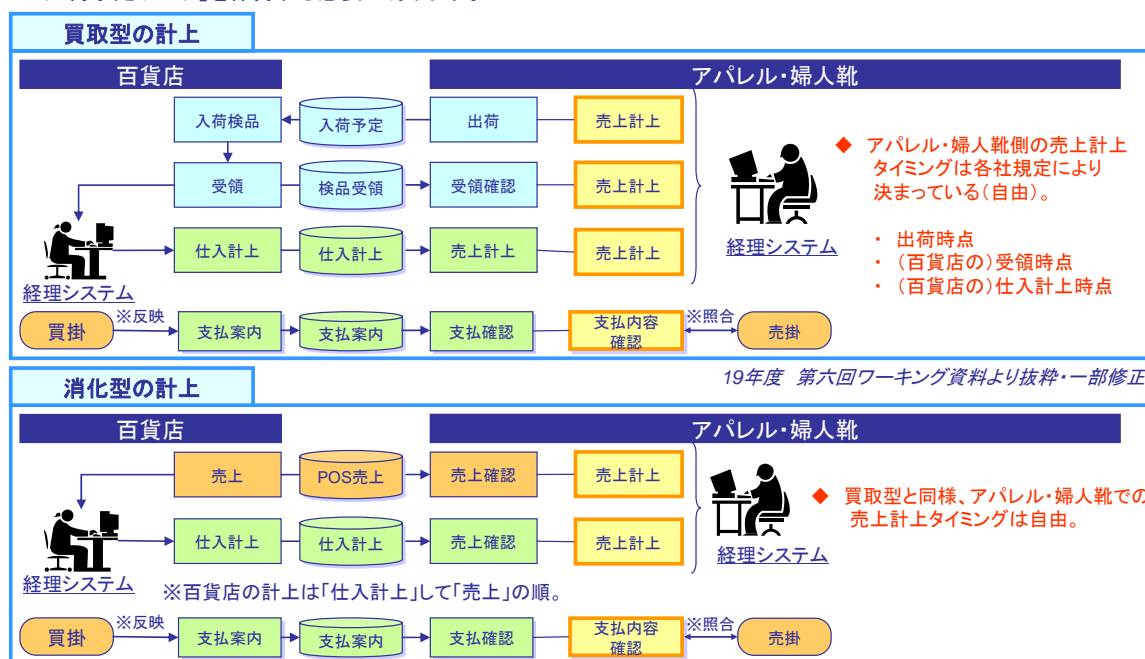 買取型の計上
百貨店
アパレル・婦人靴
入荷検品
入荷予定
出荷
売上計上
受領
検品受領
受領確認
売上計上
仕入計上
仕入計上
売上計上
売上計上
経理システム
経理システム
◆ アパレル・婦人靴側の売上計上
タイミングは各社規定により
決まっている(自由)。
・ 出荷時点
・ (百貨店の)受領時点
・ (百貨店の)仕入計上時点
買掛
※反映
支払案内
支払案内
支払確認
支払内容
確認
※照合
売掛
19年度 第六回ワーキング資料より抜粋・一部修正
消化型の計上
百貨店
アパレル・婦人靴
売上
POS売上
売上確認
売上計上
仕入計上
仕入計上
売上確認
売上計上
経理システム
経理システム
◆ 買取型と同様、アパレル・婦人靴での
売上計上タイミングは自由。
※百貨店の計上は「仕入計上」して「売上」の順。
買掛
※反映
支払案内
支払案内
支払確認
支払内容
確認
※照合
売掛